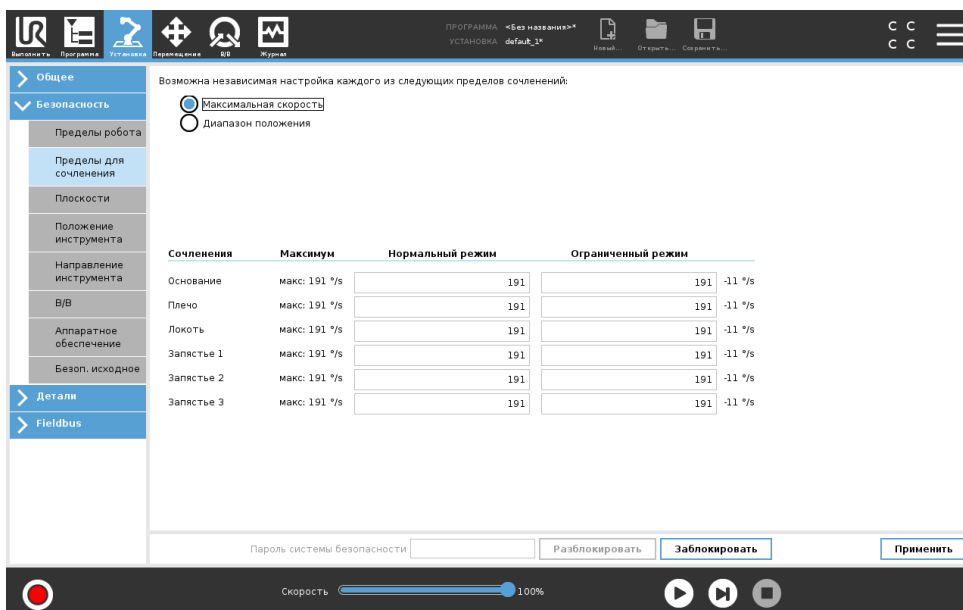 UR
Выполнить Программа Установка Перемещение В/В Журнал
ПРОГРАММА <Без названия>*
УСТАНОВКА default_1*
Новый... Открыть... Сохранить...
C C
C C
Общее
Безопасность
Пределы робота
Пределы для
сочленения
Плоскости
Положение
инструмента
Направление
инструмента
В/В
Аппаратное
обеспечение
Безоп. исходное
Детали
Fieldbus
Возможна независимая настройка каждого из следующих пределов сочленений:
Максимальная скорость
Диапазон положения
Сочленения Максимум Нормальный режим Ограниченный режим
Основание макс: 191 °/s 191 191 -11 °/s
Плечо макс: 191 °/s 191 191 -11 °/s
Локоть макс: 191 °/s 191 191 -11 °/s
Запястье 1 макс: 191 °/s 191 191 -11 °/s
Запястье 2 макс: 191 °/s 191 191 -11 °/s
Запястье 3 макс: 191 °/s 191 191 -11 °/s
Пароль системы безопасности Разблокировать Заблокировать Применить
Скорость 100%